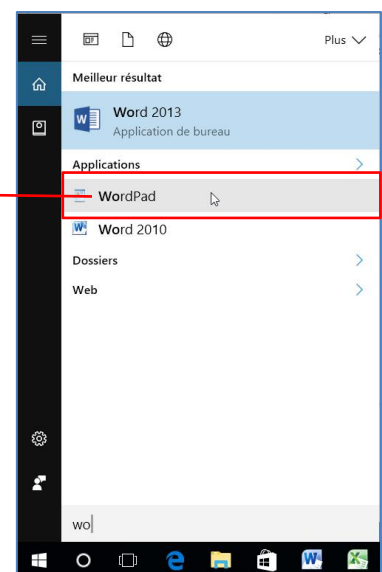 Plus
Meilleur résultat
Word 2013
Application de bureau
Applications
WordPad
Word 2010
Dossiers
Web
wo